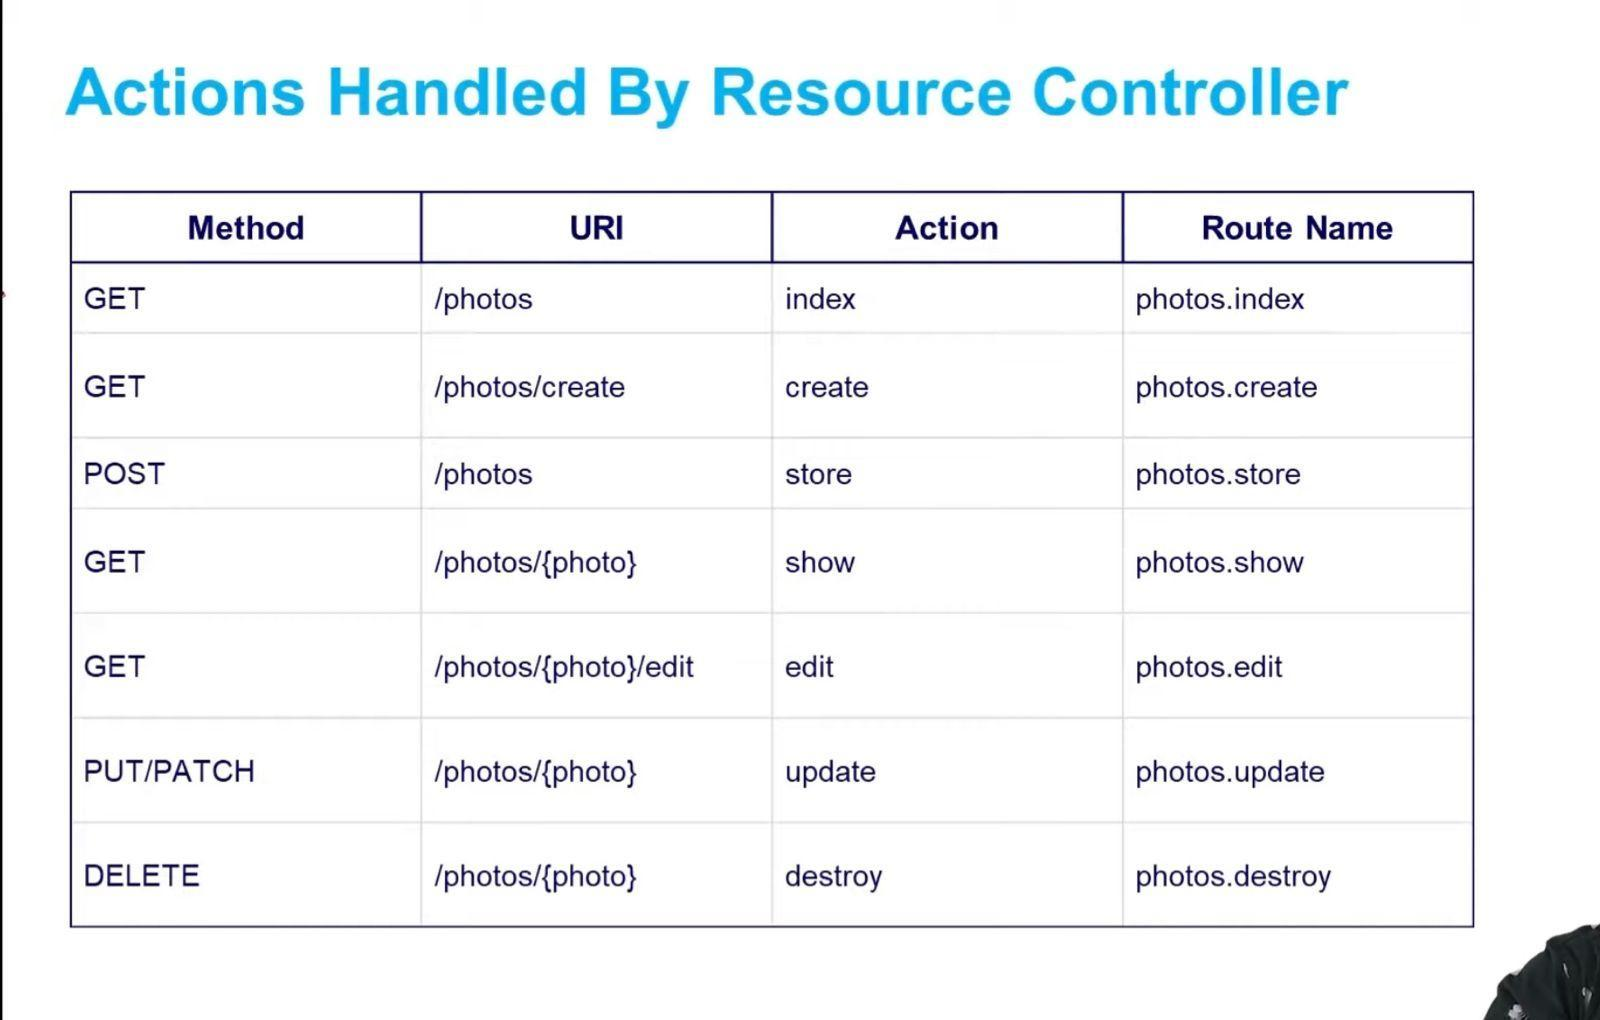 Actions Handled By Resource Controller
Method URI Action Route Name
GET /photos index photos.index
GET /photos/create create photos.create
POST /photos store photos.store
GET /photos/{photo} show photos.show
GET /photos/{photo}/edit edit photos.edit
PUT/PATCH /photos/{photo} update photos.update
DELETE /photos/{photo} destroy photos.destroy